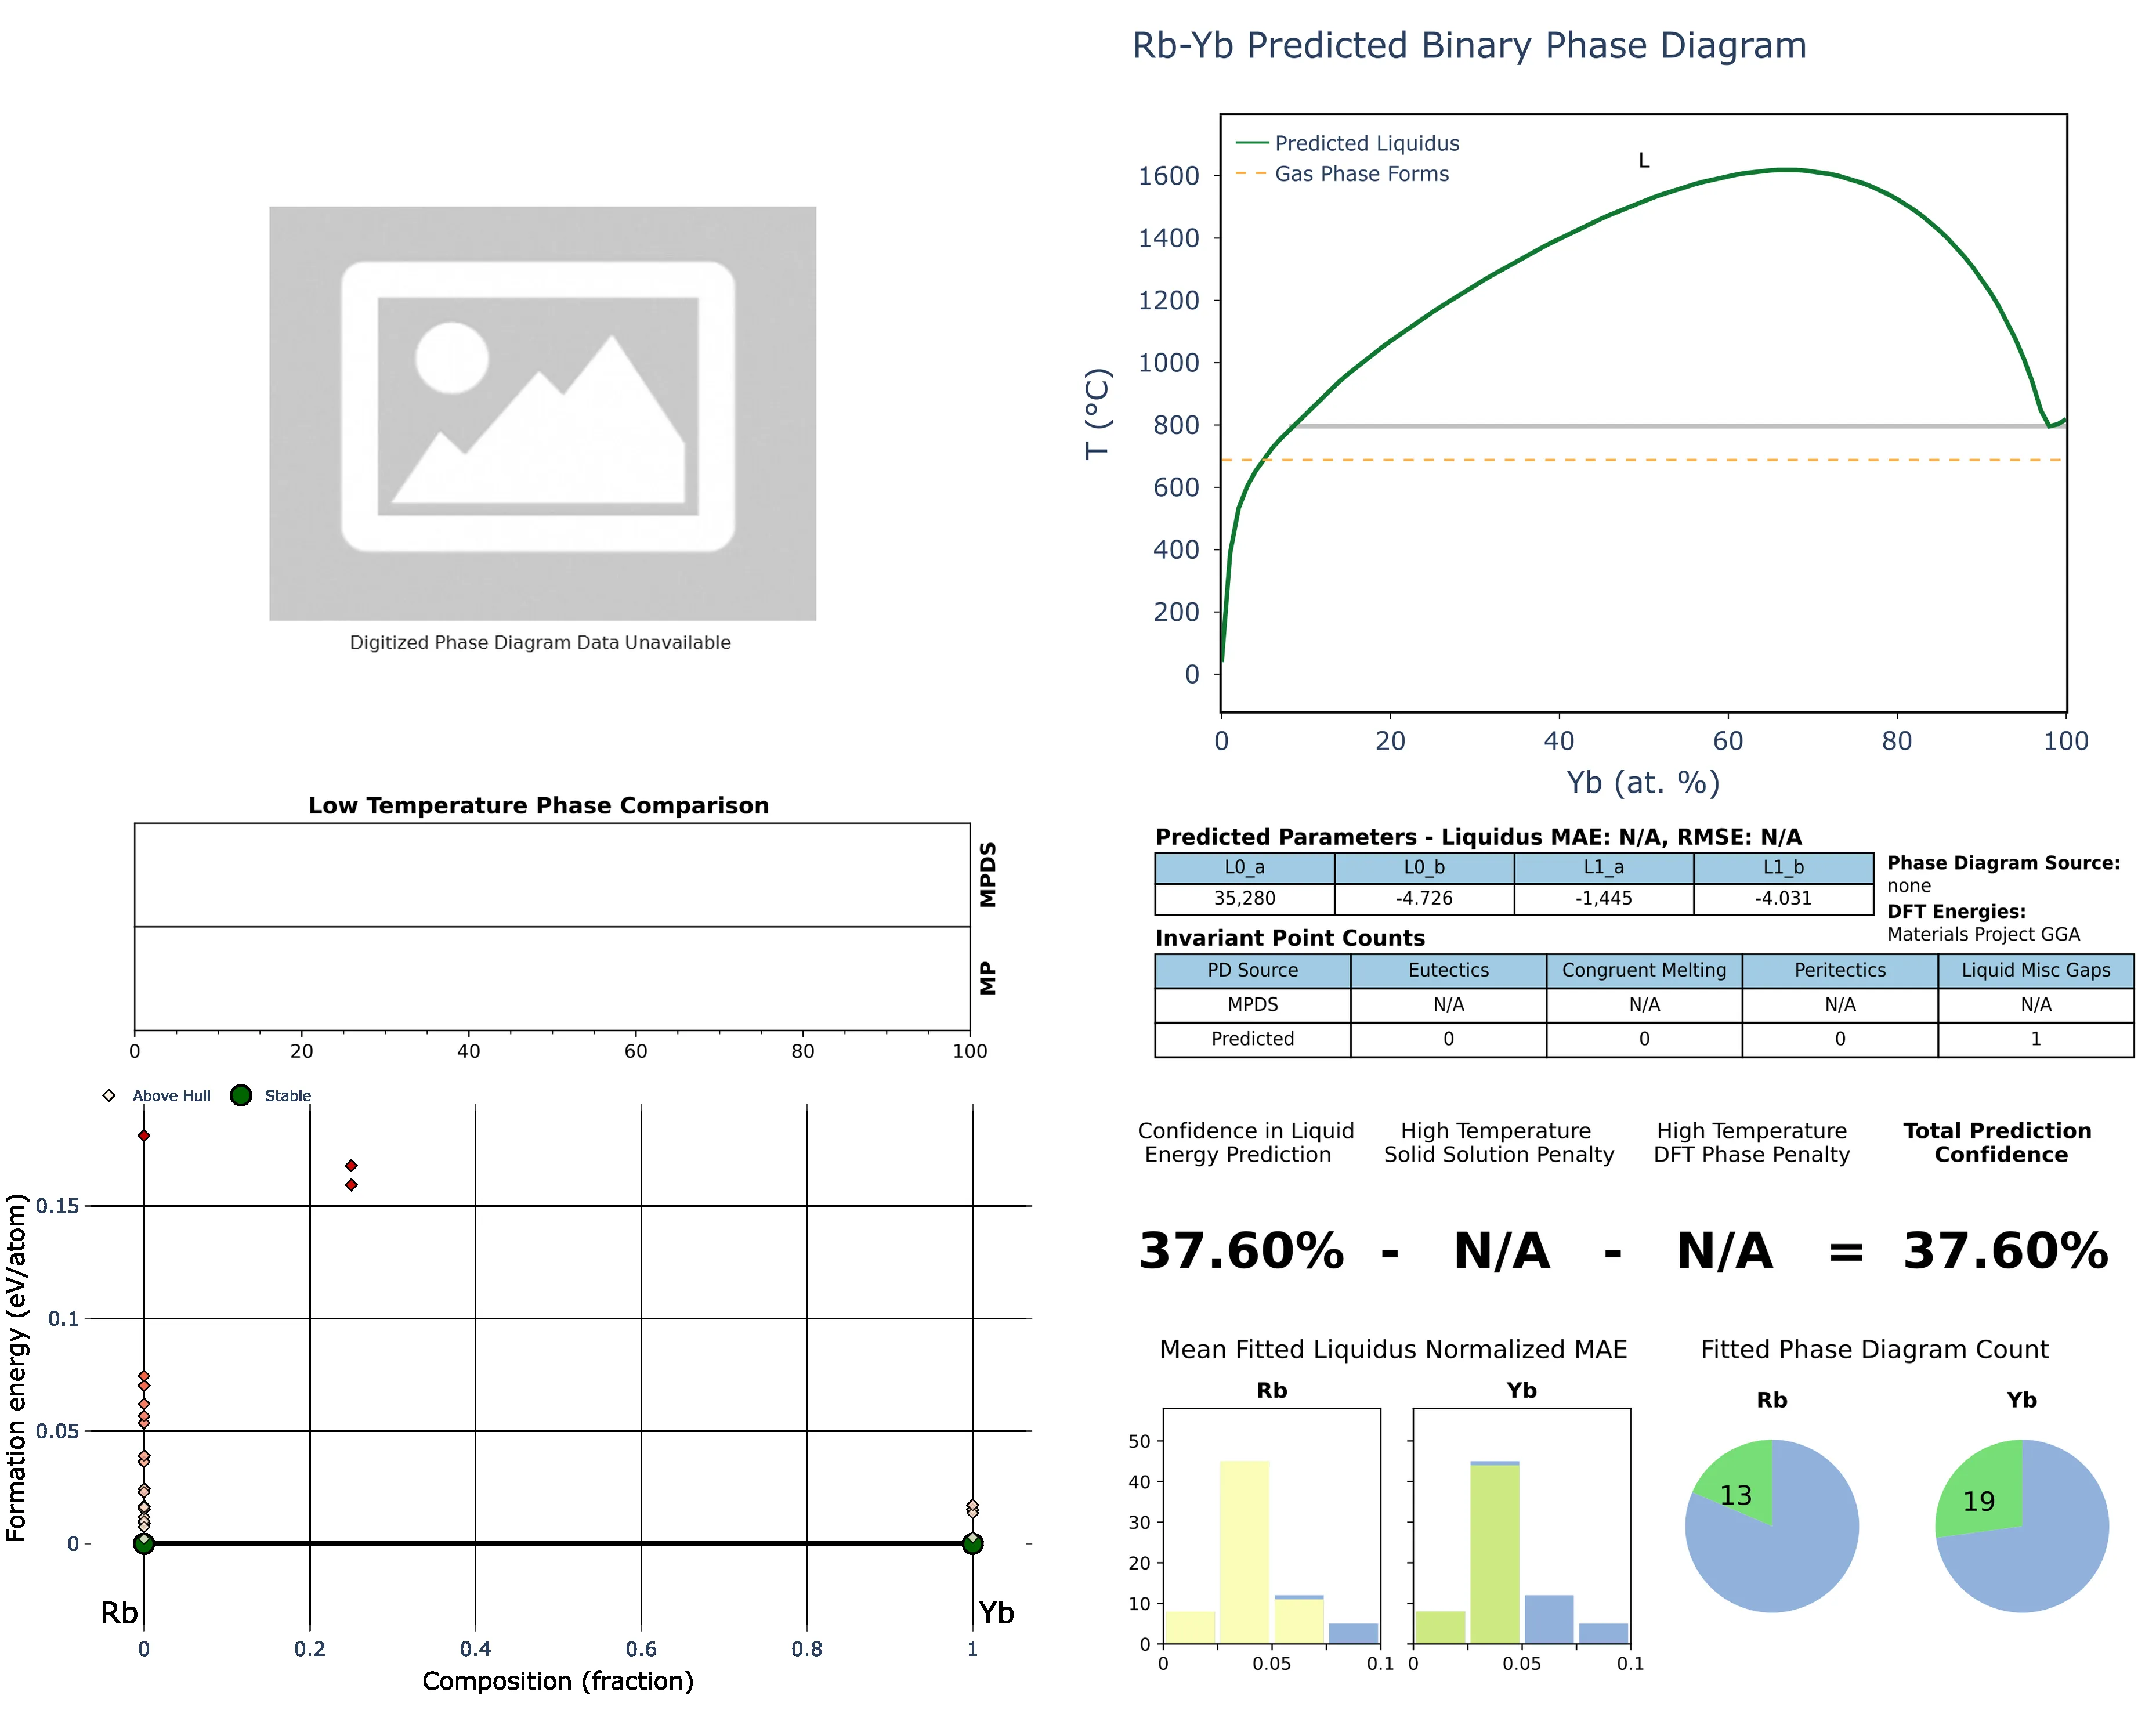 Rb-Yb Predicted Binary Phase Diagram
Predicted Liquidus
Gas Phase Forms
L
1600
1400
1200
1000
800
600
400
200
0
T (°C)
0 20 40 60 80 100
Yb (at. %)
Digitized Phase Diagram Data Unavailable
Low Temperature Phase Comparison
MPDS
MP
0 20 40 60 80 100
Predicted Parameters - Liquidus MAE: N/A, RMSE: N/A
L0_a L0_b L1_a L1_b
35,280 -4.726 -1,445 -4.031
Phase Diagram Source:
none
DFT Energies:
Materials Project GGA
Invariant Point Counts
PD Source Eutectics Congruent Melting Peritectics Liquid Misc Gaps
MPDS N/A N/A N/A N/A
Predicted 0 0 0 1
Above Hull Stable
0.15
0.1
0.05
0
Formation energy (eV/atom)
Rb Yb
0 0.2 0.4 0.6 0.8 1
Composition (fraction)
Confidence in Liquid
Energy Prediction
High Temperature
Solid Solution Penalty
High Temperature
DFT Phase Penalty
Total Prediction
Confidence
37.60% - N/A - N/A = 37.60%
Mean Fitted Liquidus Normalized MAE
Rb Yb
50
40
30
20
10
0
0 0.05 0.1 0 0.05 0.1
Fitted Phase Diagram Count
Rb Yb
13 19